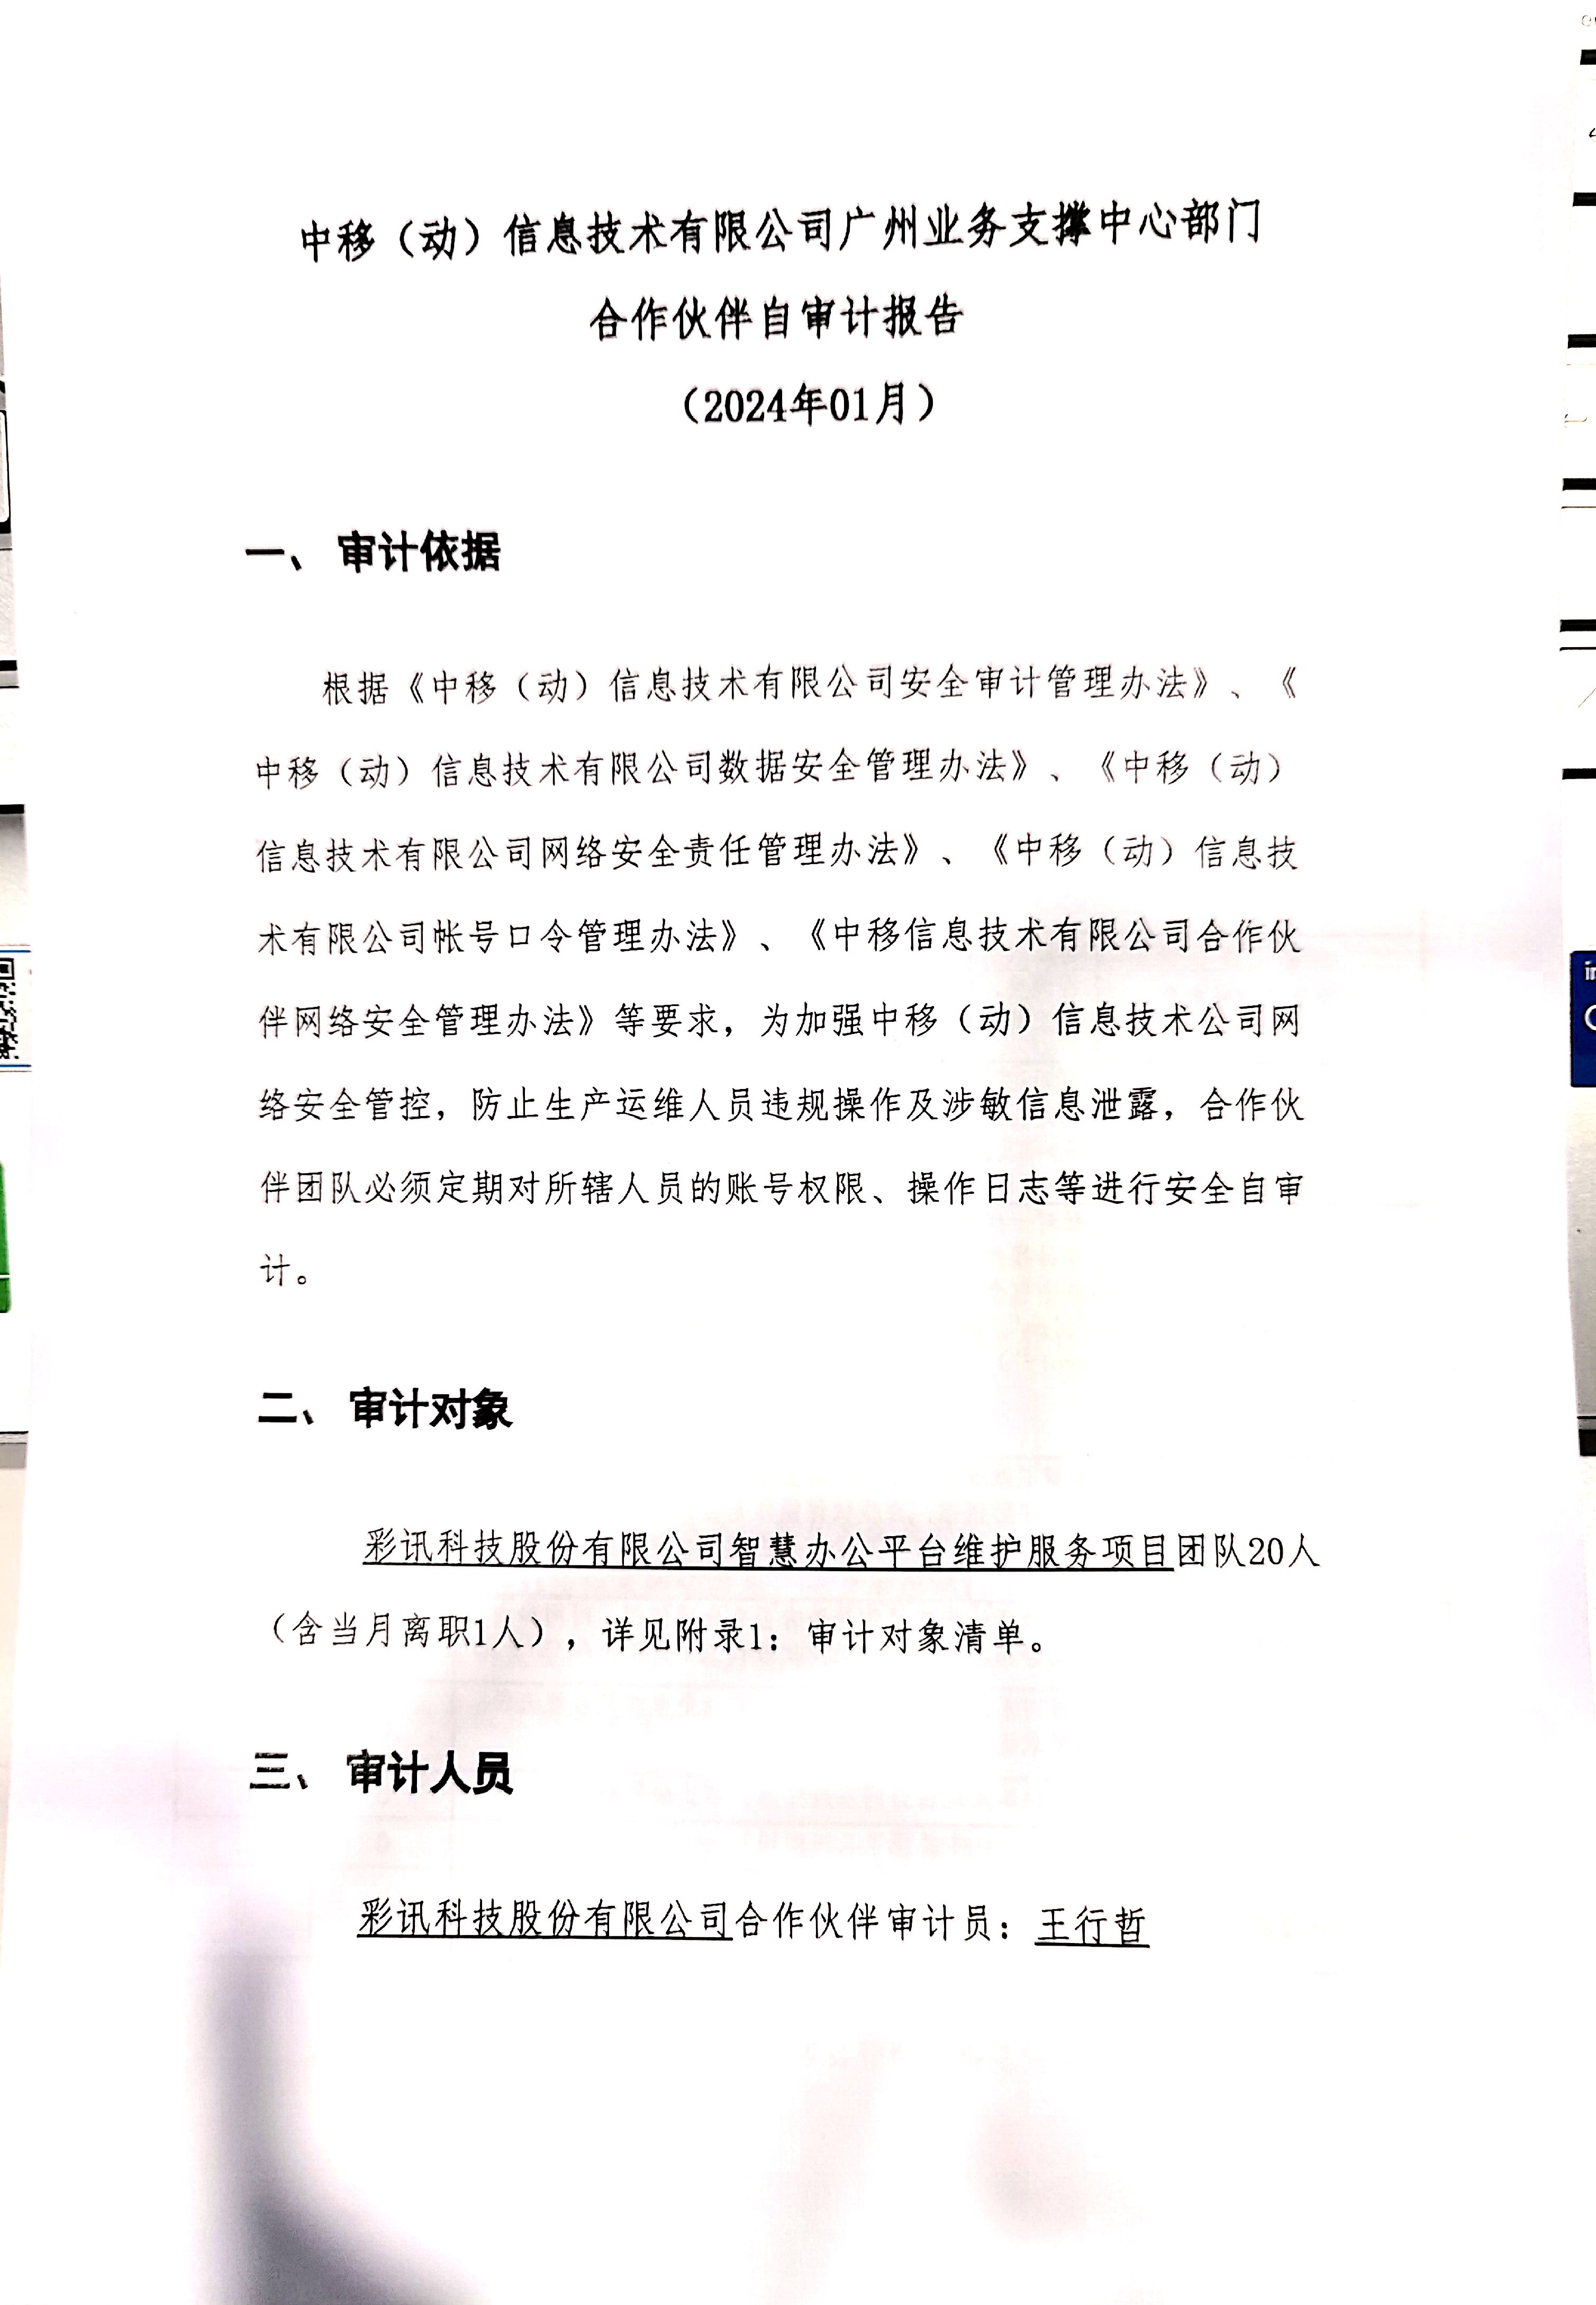 中移（动）信息技术有限公司广州业务支撑中心部门
合作伙伴自审计报告
（2024年01月）
一、 审计依据
根据《中移（动）信息技术有限公司安全审计管理办法》、《
中移（动）信息技术有限公司数据安全管理办法》、《中移（动）
信息技术有限公司网络安全责任管理办法》、《中移（动）信息技
术有限公司帐号口令管理办法》、《中移信息技术有限公司合作伙
伴网络安全管理办法》等要求，为加强中移（动）信息技术公司网
络安全管控，防止生产运维人员违规操作及涉敏信息泄露，合作伙
伴团队必须定期对所辖人员的账号权限、操作日志等进行安全自审
计。
二、 审计对象
彩讯科技股份有限公司智慧办公平台维护服务项目团队20人
（含当月离职1人），详见附录1：审计对象清单。
三、 审计人员
彩讯科技股份有限公司合作伙伴审计员：王行哲